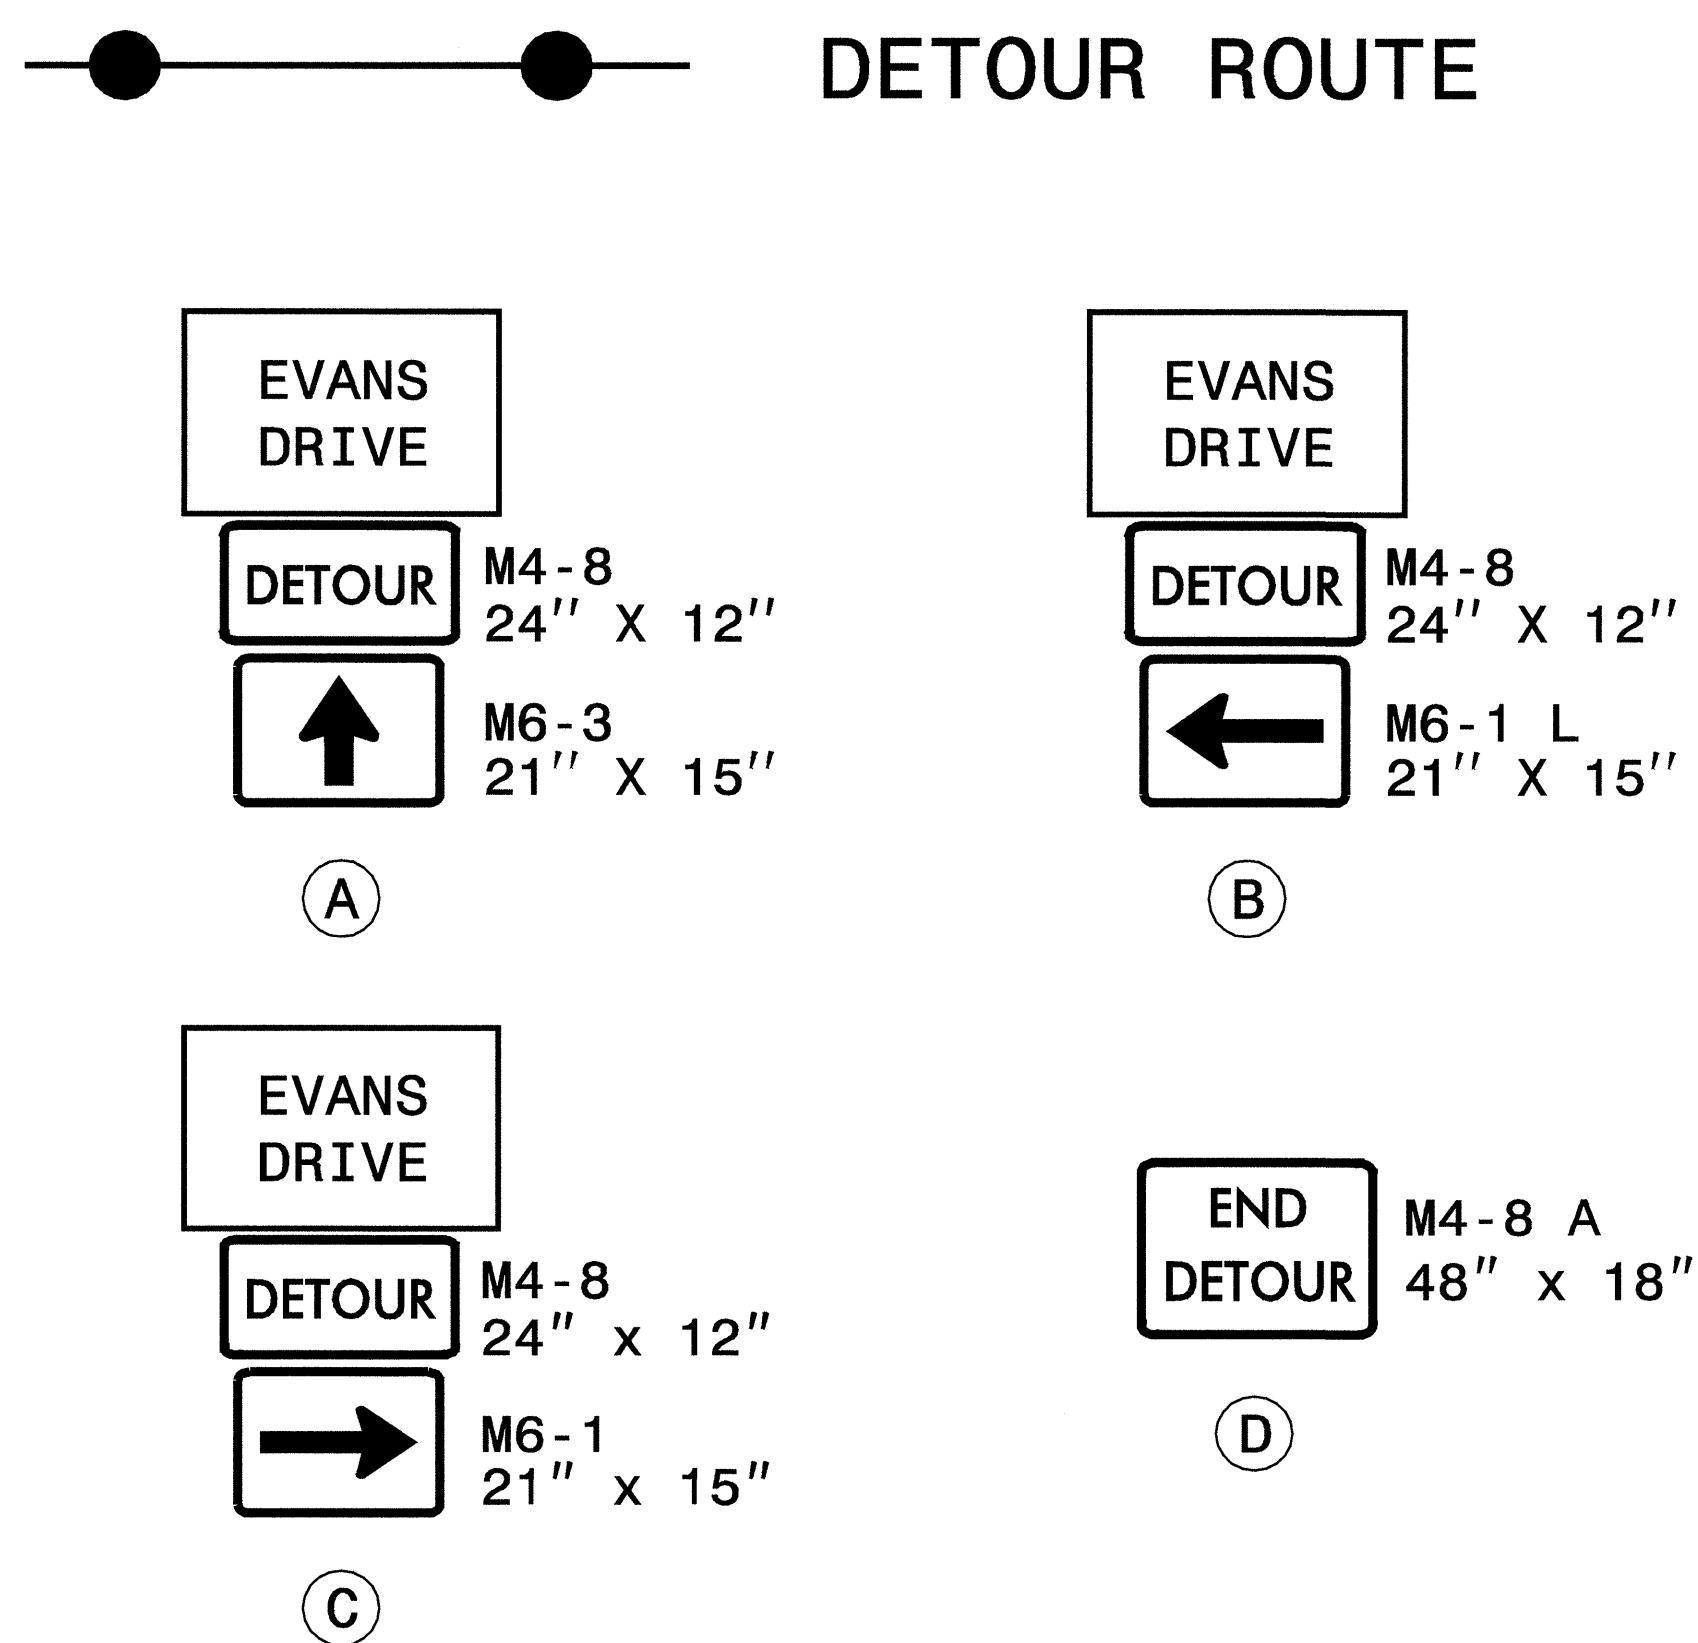 DETOUR ROUTE
EVANS
DRIVE
DETOUR
M4-8
24" X 12"
M6-3
21" X 15"
A
EVANS
DRIVE
DETOUR
M4-8
24" X 12"
M6-1 L
21" X 15"
B
EVANS
DRIVE
DETOUR
M4-8
24" x 12"
M6-1
21" x 15"
C
END
DETOUR
M4-8 A
48" x 18"
D